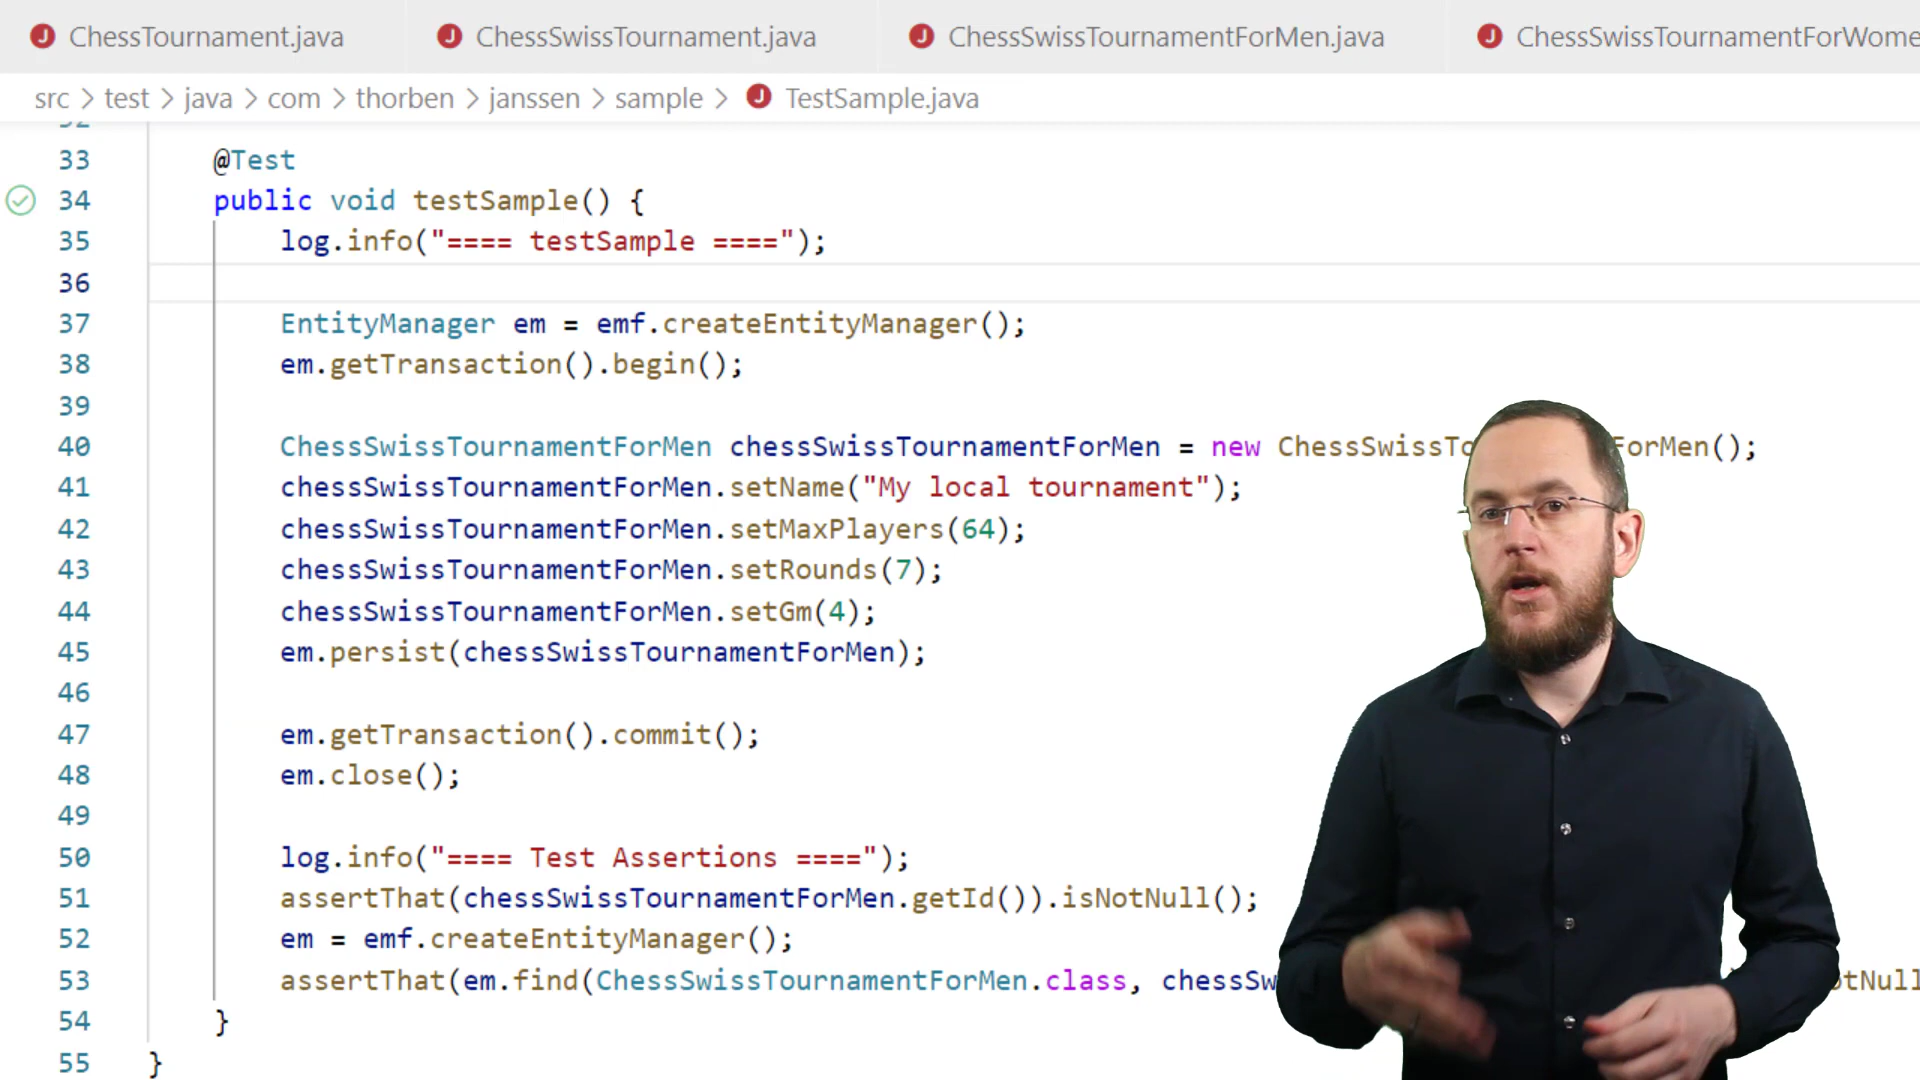 ChessTournament.java ChessSwissTournament.java ChessSwissTournamentForMen.java ChessSwissTournamentForWome
src > test > java > com > thorben > janssen > sample > TestSample.java
33 @Test
34 public void testSample() {
35 log.info("==== testSample ====");
36
37 EntityManager em = emf.createEntityManager();
38 em.getTransaction().begin();
39
40 ChessSwissTournamentForMen chessSwissTournamentForMen = new ChessSwissTo ForMen();
41 chessSwissTournamentForMen.setName("My local tournament");
42 chessSwissTournamentForMen.setMaxPlayers(64);
43 chessSwissTournamentForMen.setRounds(7);
44 chessSwissTournamentForMen.setGm(4);
45 em.persist(chessSwissTournamentForMen);
46
47 em.getTransaction().commit();
48 em.close();
49
50 log.info("==== Test Assertions ====");
51 assertThat(chessSwissTournamentForMen.getId()).isNotNull();
52 em = emf.createEntityManager();
53 assertThat(em.find(ChessSwissTournamentForMen.class, chessSw otNull
54 }
55 }